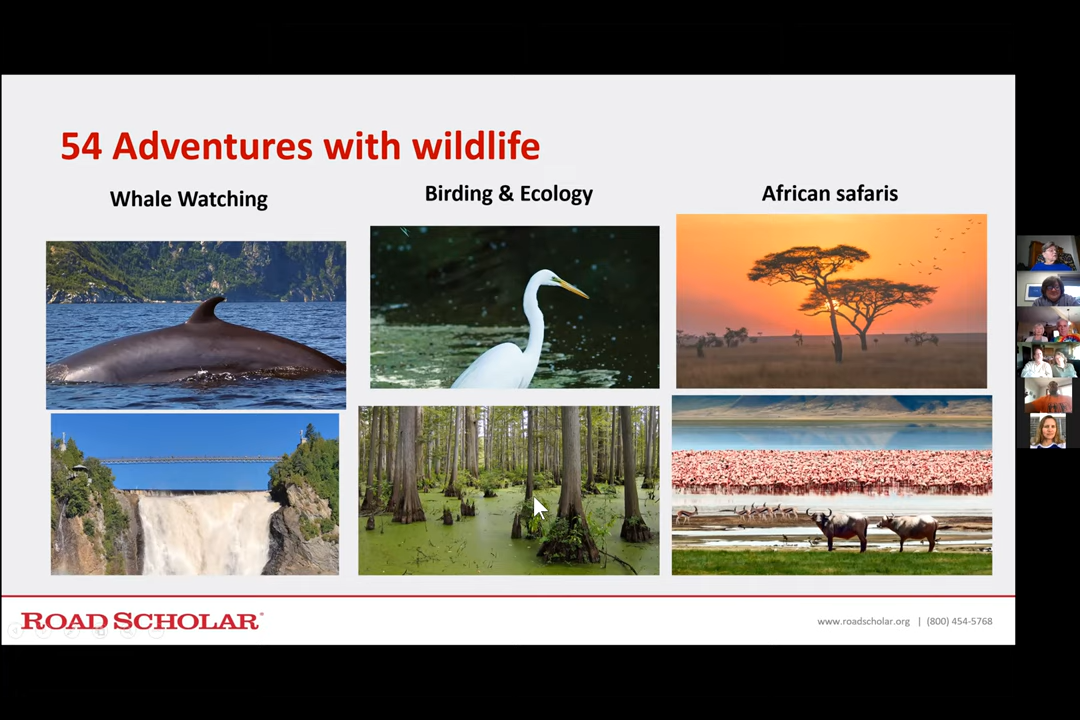 54 Adventures with wildlife
Whale Watching
Birding & Ecology
African safaris
ROAD SCHOLAR®
www.roadscholar.org | (800) 454-5768